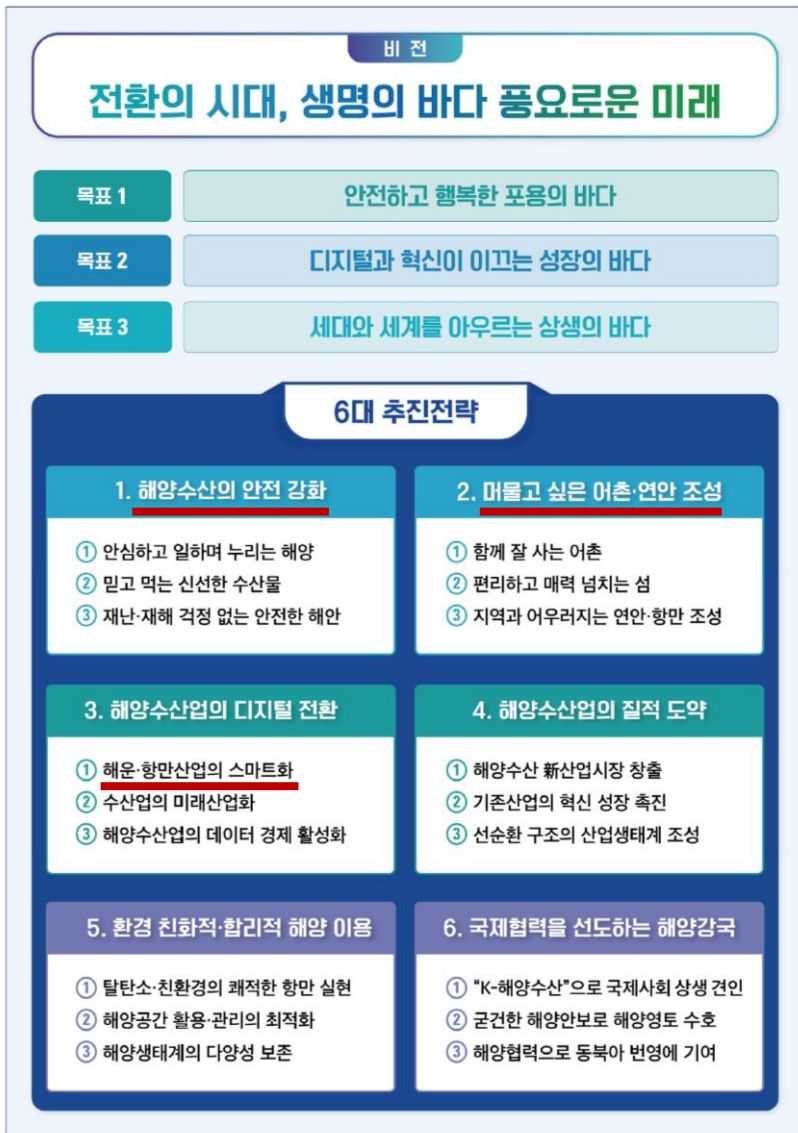 비 전
전환의 시대, 생명의 바다 풍요로운 미래
목표 1
안전하고 행복한 포용의 바다
목표 2
디지털과 혁신이 이끄는 성장의 바다
목표 3
세대와 세계를 아우르는 상생의 바다
6대 추진전략
1. 해양수산의 안전 강화
① 안심하고 일하며 누리는 해양
② 믿고 먹는 신선한 수산물
③ 재난·재해 걱정 없는 안전한 해안
2. 머물고 싶은 어촌·연안 조성
① 함께 잘 사는 어촌
② 편리하고 매력 넘치는 섬
③ 지역과 어우러지는 연안·항만 조성
3. 해양수산업의 디지털 전환
① 해운·항만산업의 스마트화
② 수산업의 미래산업화
③ 해양수산업의 데이터 경제 활성화
4. 해양수산업의 질적 도약
① 해양수산 新산업시장 창출
② 기존산업의 혁신 성장 촉진
③ 선순환 구조의 산업생태계 조성
5. 환경 친화적·합리적 해양 이용
① 탈탄소·친환경의 쾌적한 항만 실현
② 해양공간 활용·관리의 최적화
③ 해양생태계의 다양성 보존
6. 국제협력을 선도하는 해양강국
① “K-해양수산”으로 국제사회 상생 견인
② 굳건한 해양안보로 해양영토 수호
③ 해양협력으로 동북아 번영에 기여